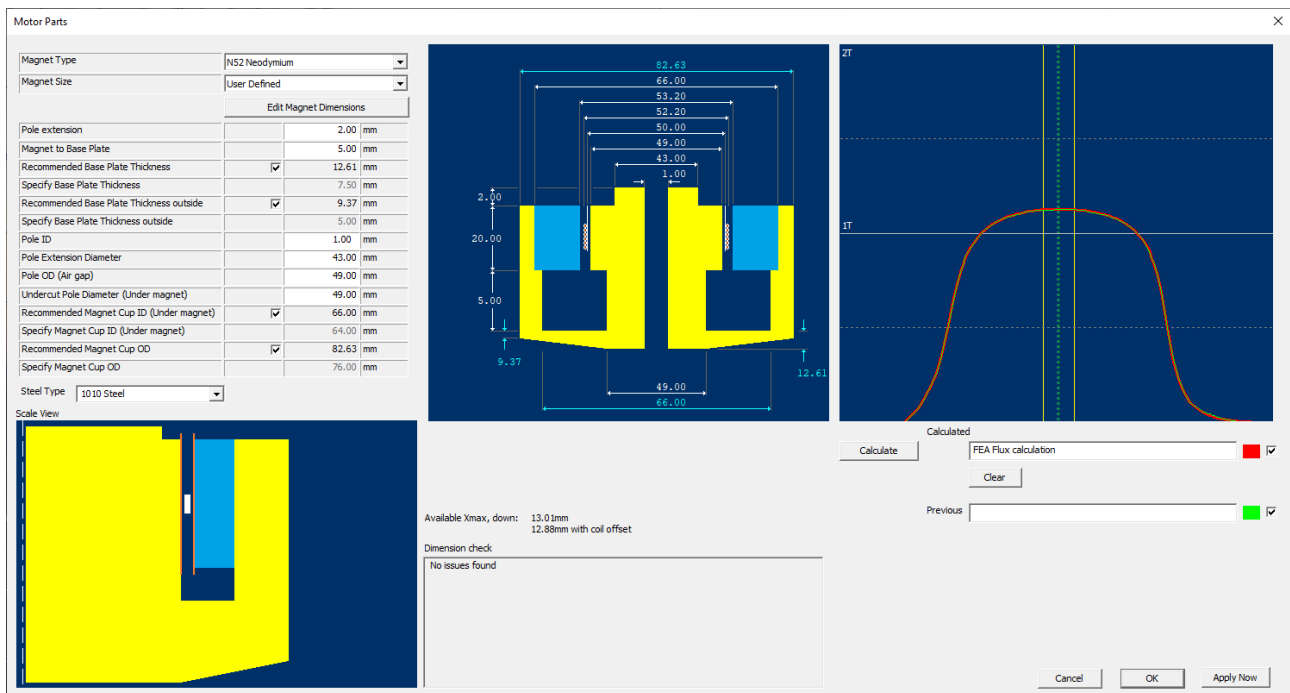 Motor Parts
Magnet Type N52 Neodymium
Magnet Size User Defined
Edit Magnet Dimensions
Pole extension 2.00 mm
Magnet to Base Plate 5.00 mm
Recommended Base Plate Thickness 12.61 mm
Specify Base Plate Thickness 7.50 mm
Recommended Base Plate Thickness outside 9.37 mm
Specify Base Plate Thickness outside 5.00 mm
Pole ID 1.00 mm
Pole Extension Diameter 43.00 mm
Pole OD (Air gap) 49.00 mm
Undercut Pole Diameter (Under magnet) 49.00 mm
Recommended Magnet Cup ID (Under magnet) 66.00 mm
Specify Magnet Cup ID (Under magnet) 64.00 mm
Recommended Magnet Cup OD 82.63 mm
Specify Magnet Cup OD 76.00 mm
Steel Type 1010 Steel
Scale View
82.63
66.00
53.20
52.20
50.00
49.00
43.00
1.00
2.00
20.00
5.00
9.37
12.61
49.00
66.00
Available Xmax, down: 13.01mm
12.88mm with coil offset
Dimension check
No issues found
2T
1T
Calculated
Calculate FEA Flux calculation
Clear
Previous
Cancel OK Apply Now